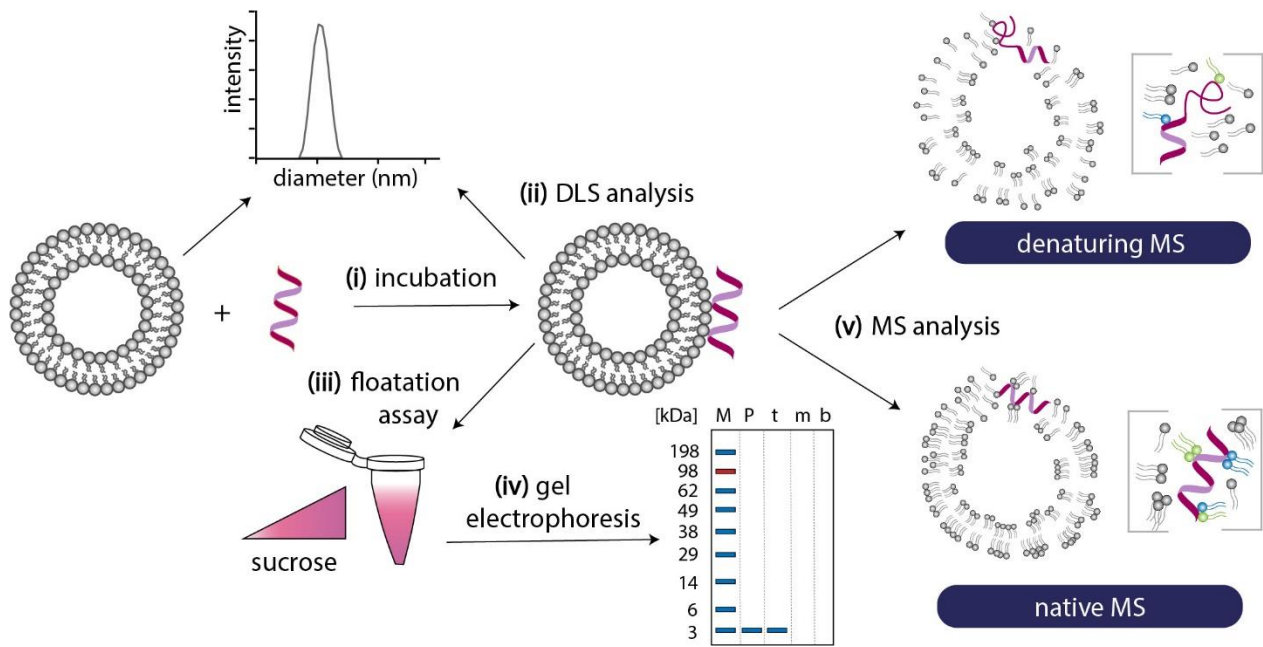 intensity
diameter (nm)
(ii) DLS analysis
+
(i) incubation
(iii) floatation
assay
sucrose
(iv) gel
electrophoresis
[kDa] M P t m b
198
98
62
49
38
29
14
6
3
(v) MS analysis
denaturing MS
native MS